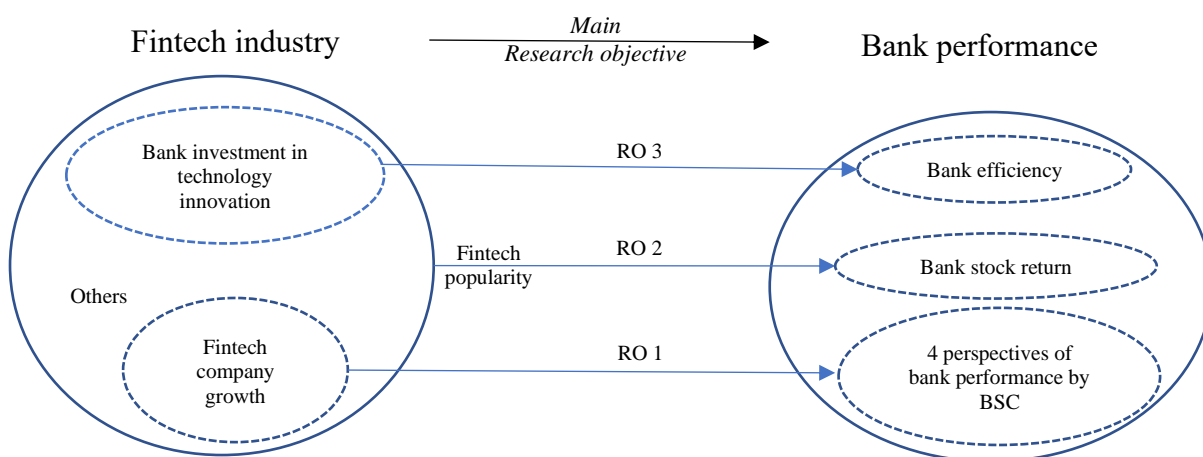 Fintech industry
Main
Research objective
Bank performance
Bank investment in
technology
innovation
RO 3
Bank efficiency
Fintech
popularity
RO 2
Bank stock return
Others
Fintech
company
growth
RO 1
4 perspectives of
bank performance by
BSC